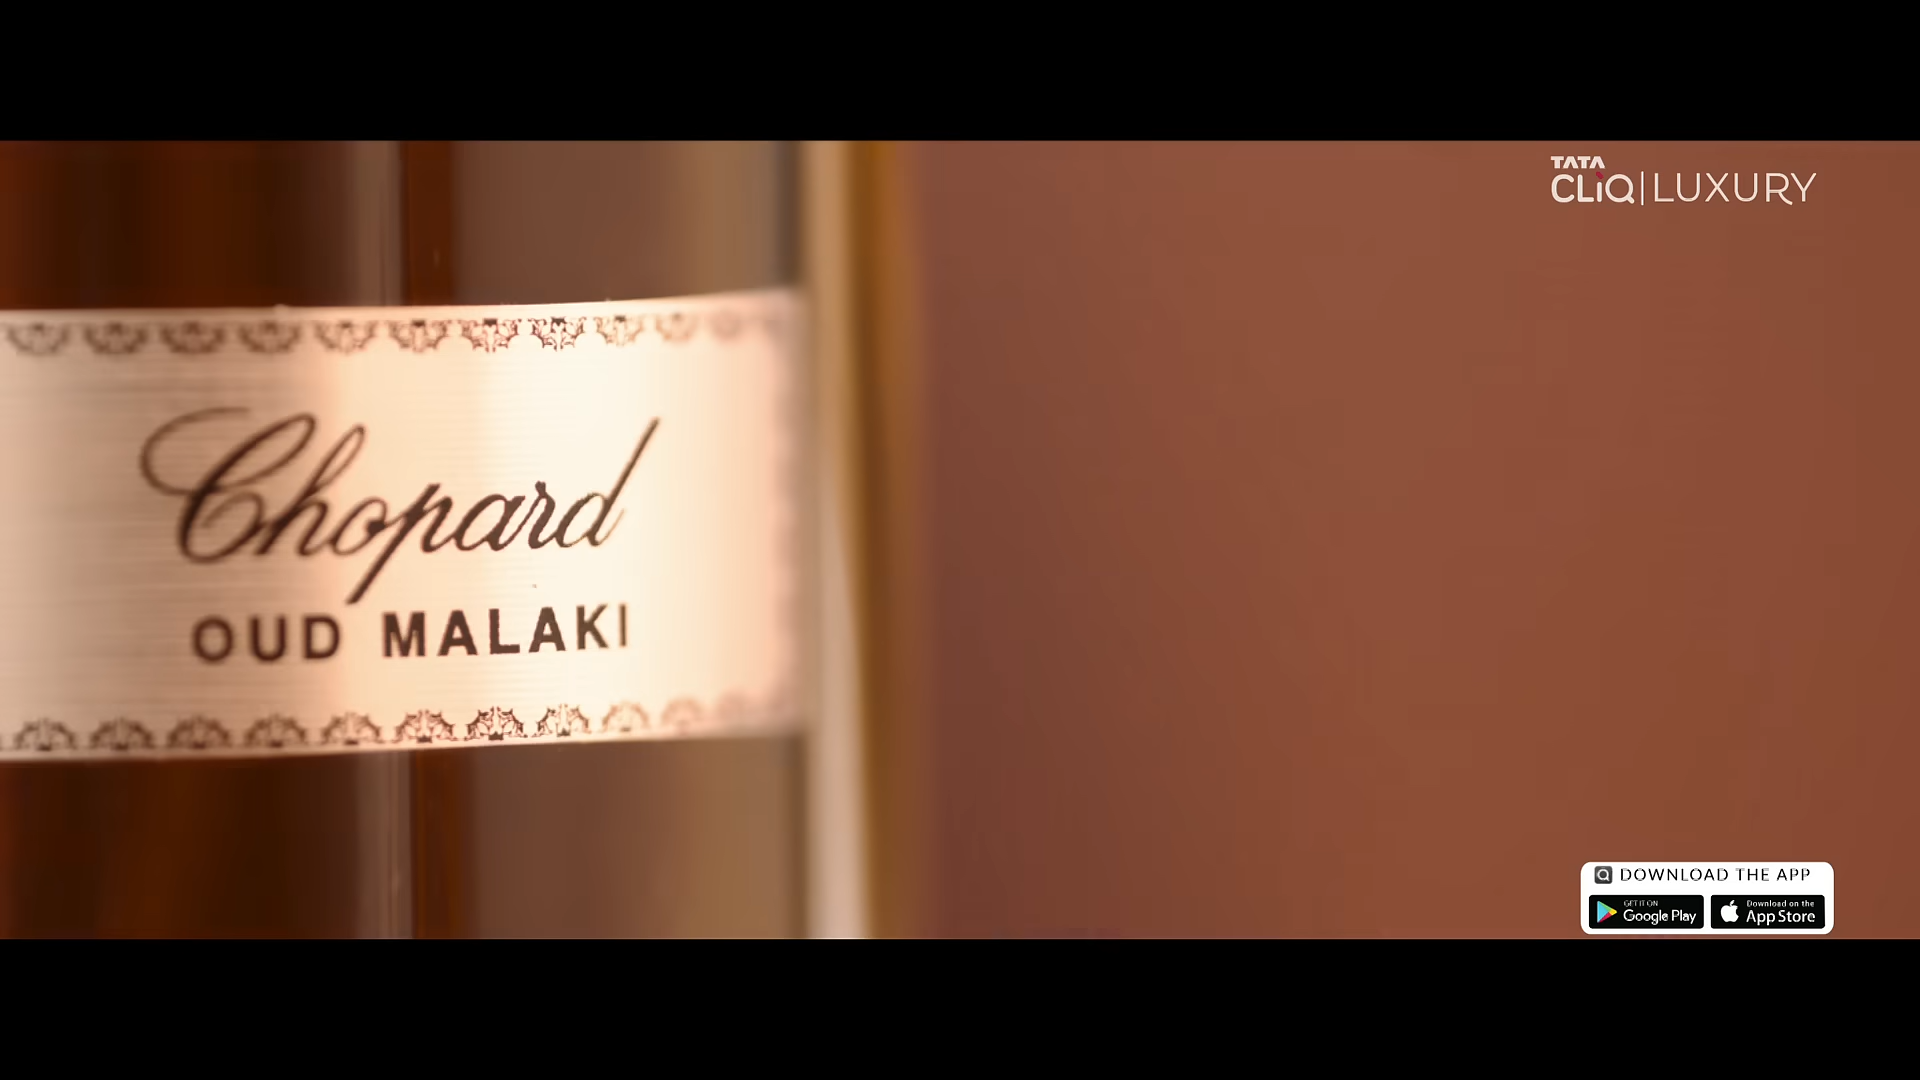 TATA
CLiQ|LUXURY
Chopard
OUD MALAKI
DOWNLOAD THE APP
GET IT ON
Google Play
Download on the
App Store